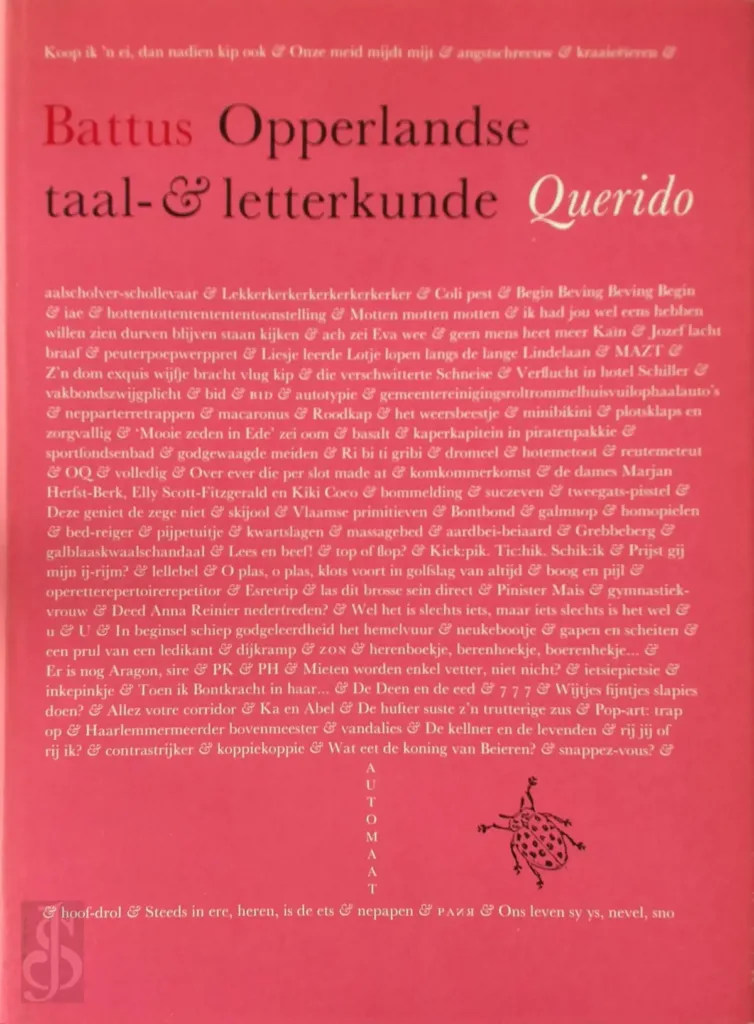 Koop ik 'n ei, dan nadien kip ook & Onze meid mijdt mijt & angstschreeuw & kraaieëieren &
Battus Opperlandse
taal- & letterkunde Querido
aalscholver-schollevaar & Lekkerkerkerkerkerkerker & Coli pest & Begin Beving Beving Begin
& iae & hottentottententententoonstelling & Motten motten motten & ik had jou wel eens hebben
willen zien durven blijven staan kijken & ach zei Eva wee & geen mens heet meer Kaïn & Jozef lacht
braaf & peuterpoepwerppret & Liesje leerde Lotje lopen langs de lange Lindelaan & MAZT &
Z'n dom exquis wijfje bracht vlug kip & die verschwitterte Schneise & Verflucht in hotel Schiller &
vakbondszwijgplicht & bid & BID & autotypie & gemeentereinigingsroltrommelhuisvuilophaalauto's
& nepparterretrappen & macaronus & Roodkap & het weersbeestje & minibikini & plotsklaps en
zorgvallig & 'Mooie zeden in Ede' zei oom & basalt & kaperkapitein in piratenpakkie &
sportfondsenbad & godgewaagde meiden & Ri bi ti gribi & dromeel & hotemetoot & reutemeteut
& OQ & volledig & Over ever die per slot made at & komkommerkomst & de dames Marjan
Herfst-Berk, Elly Scott-Fitzgerald en Kiki Coco & bommelding & suczeven & tweegats-pisstel &
Deze geniet de zege niet & skijool & Vlaamse primitieven & Bontbond & galmnop & homopielen
& bed-reiger & pijpetuitje & kwartslagen & massagebed & aardbei-beiaard & Grebbeberg &
galblaaskwaalschandaal & Lees en beef! & top of flop? & Kick:pik. Tic:hik. Schik:ik & Prijst gij
mijn ij-rijm? & lellebel & O plas, o plas, klots voort in golfslag van altijd & boog en pijl &
operetterepertoirerepetitor & Esreteip & las dit brosse sein direct & Pinister Mais & gymnastiek-
vrouw & Deed Anna Reinier nedertreden? & Wel het is slechts iets, maar iets slechts is het wel &
u & U & In beginsel schiep godgeleerdheid het hemelvuur & neukebootje & gapen en scheiten &
een prul van een ledikant & dijkramp & ZON & herenboekje, berenhoekje, boerenhekje... &
Er is nog Aragon, sire & PK & PH & Mieten worden enkel vetter, niet nicht? & ietsiepietsie &
inkepinkje & Toen ik Bontkracht in haar... & De Deen en de eed & 7 7 7 & Wijtjes fijntjes slapies
doen? & Allez votre corridor & Ka en Abel & De hufter suste z'n trutterige zus & Pop-art: trap
op & Haarlemmermeerder bovenmeester & vandalies & De kellner en de levenden & rij jij of
rij ik? & contrastrijker & koppiekoppie & Wat eet de koning van Beieren? & snappez-vous? &
A
U
T
O
M
A
A
T
& hoof-drol & Steeds in ere, heren, is de ets & nepapen & РАИЯ & Ons leven sy ys, nevel, sno